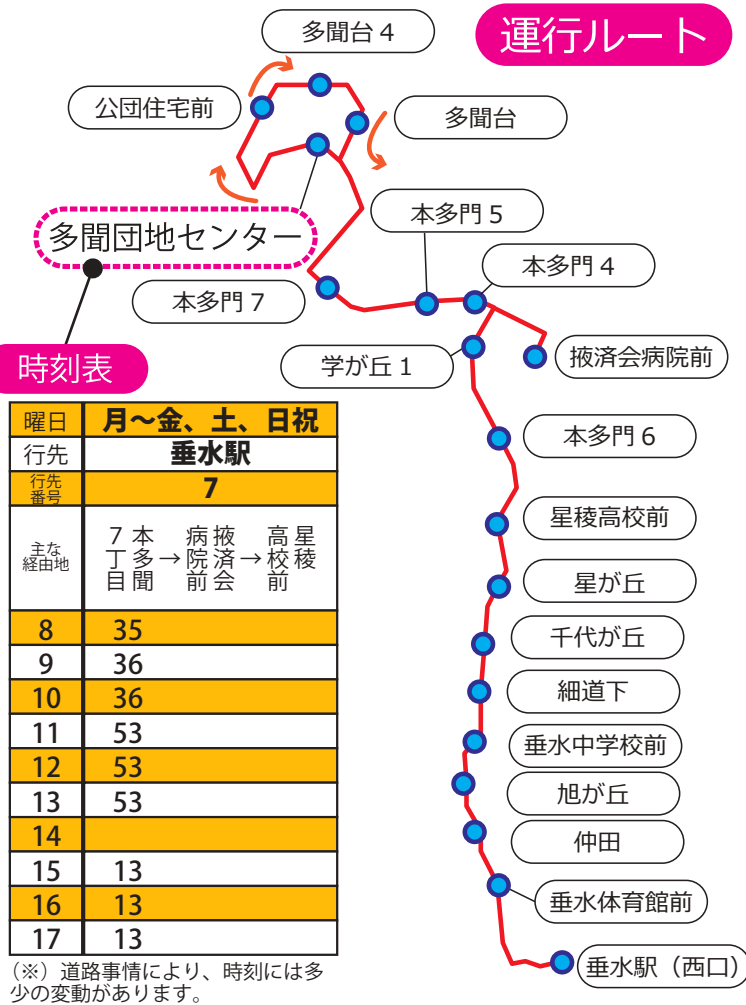 運行ルート
多聞台 4
公団住宅前
多聞台
多聞団地センター
本多門 5
本多門 4
本多門 7
学が丘 1
掖済会病院前
本多門 6
星稜高校前
星が丘
千代が丘
細道下
垂水中学校前
旭が丘
仲田
垂水体育館前
垂水駅（西口）
時刻表
曜日 月〜金、土、日祝
行先 垂水駅
行先番号 7
主な経由地 本多聞7丁目→掖済会病院前→星稜高校前
8 35
9 36
10 36
11 53
12 53
13 53
14
15 13
16 13
17 13
（※）道路事情により、時刻には多
少の変動があります。